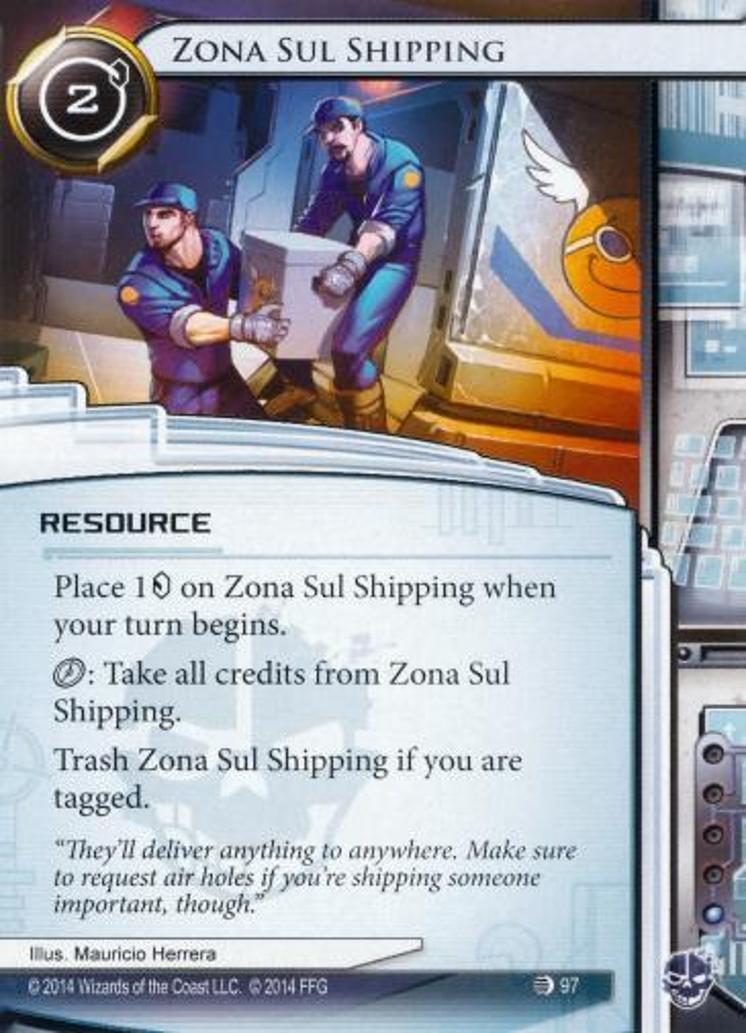 Zona Sul Shipping
2
Resource
Place 1 on Zona Sul Shipping when
your turn begins.
: Take all credits from Zona Sul
Shipping.
Trash Zona Sul Shipping if you are
tagged.
“They’ll deliver anything to anywhere. Make sure
to request air holes if you’re shipping someone
important, though.”
Illus. Mauricio Herrera
© 2014 Wizards of the Coast LLC. © 2014 FFG
97